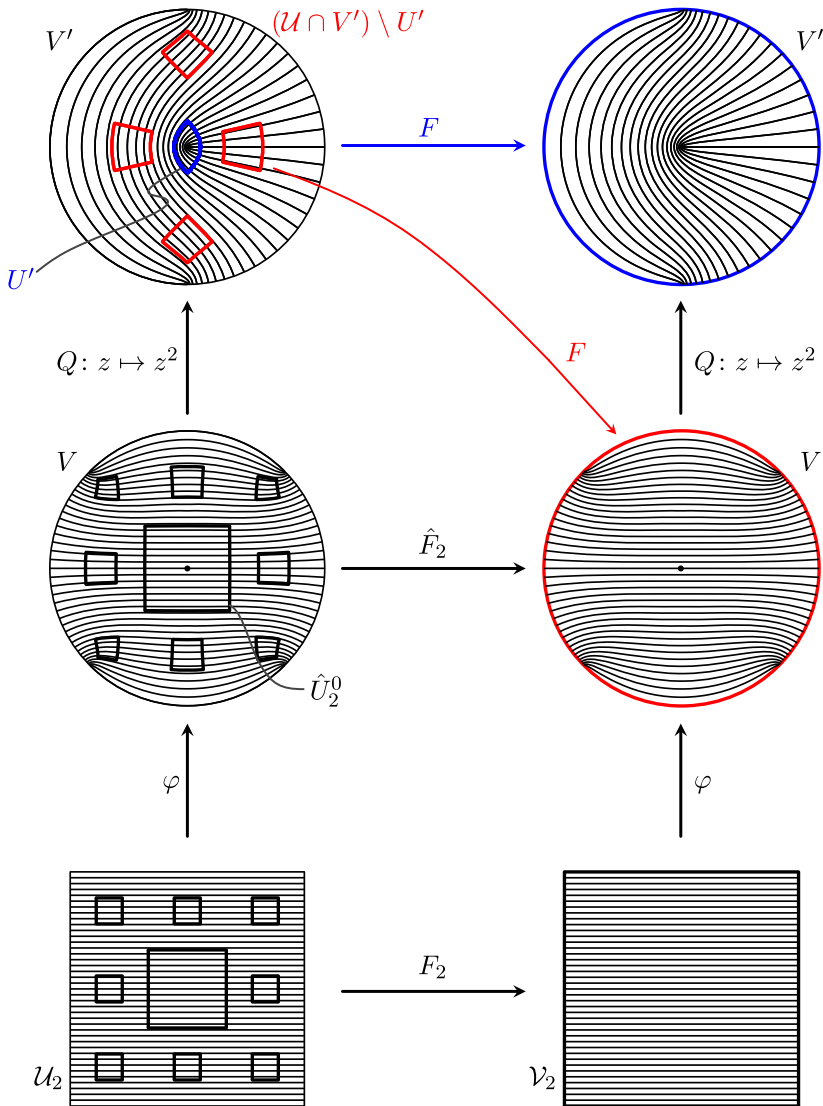 V′
(𝒰 ∩ V′) \ U′
V′
F
U′
Q: z ↦ z²
F
Q: z ↦ z²
V
V
F̂₂
Û₂⁰
φ
φ
F₂
𝒰₂
𝒱₂